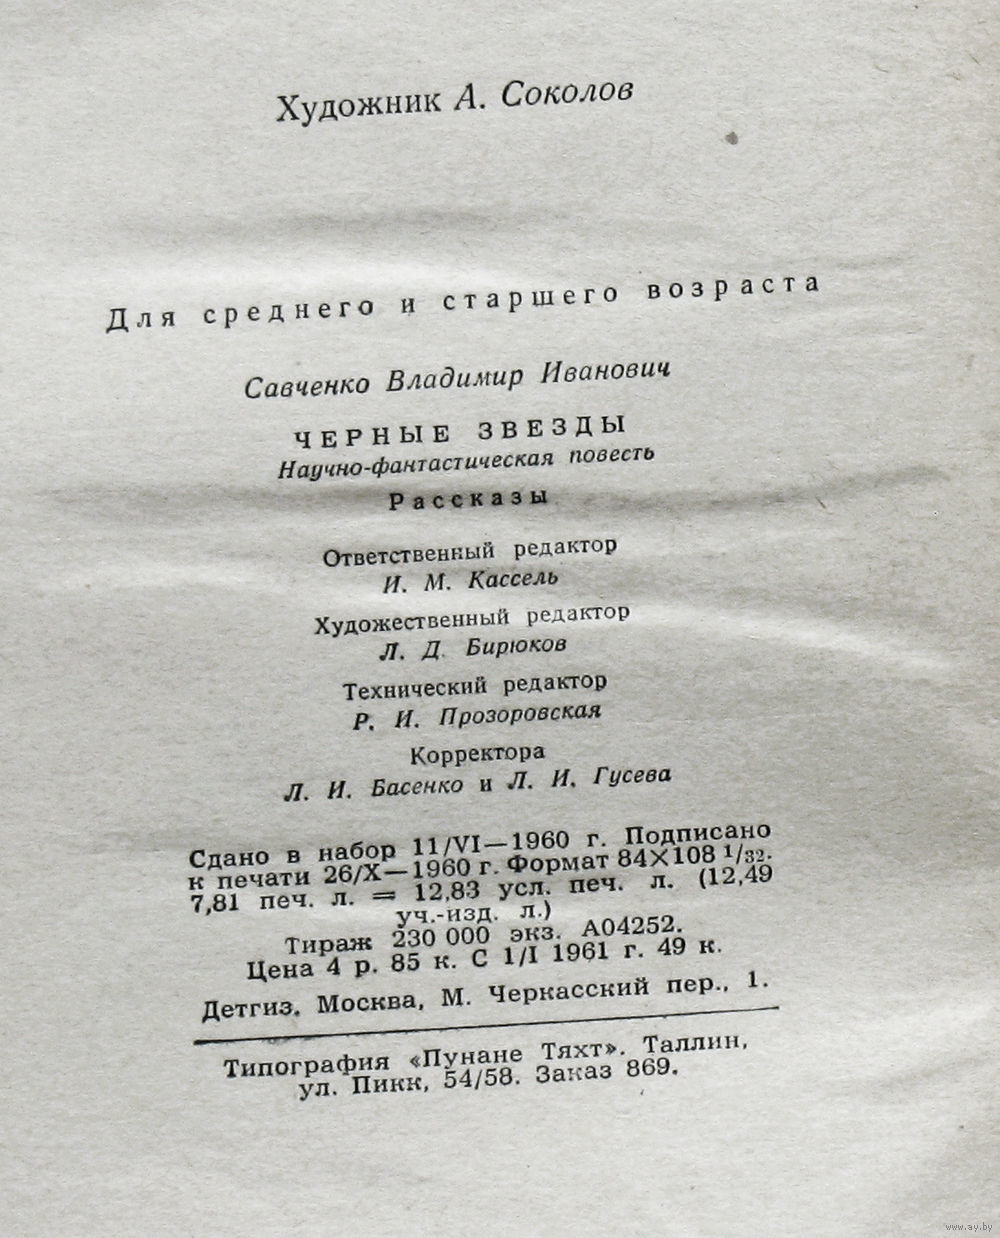 Художник А. Соколов
Для среднего и старшего возраста
Савченко Владимир Иванович
ЧЕРНЫЕ ЗВЕЗДЫ
Научно-фантастическая повесть
Рассказы
Ответственный редактор
И. М. Кассель
Художественный редактор
Л. Д. Бирюков
Технический редактор
Р. И. Прозоровская
Корректора
Л. И. Басенко и Л. И. Гусева
Сдано в набор 11/VI—1960 г. Подписано
к печати 26/X—1960 г. Формат 84×108 1/32.
7,81 печ. л. = 12,83 усл. печ. л. (12,49
уч.-изд. л.)
Тираж 230 000 экз. А04252.
Цена 4 р. 85 к. С 1/I 1961 г. 49 к.
Детгиз. Москва, М. Черкасский пер., 1.
Типография «Пунане Тяхт». Таллин,
ул. Пикк, 54/58. Заказ 869.
www.ay.by